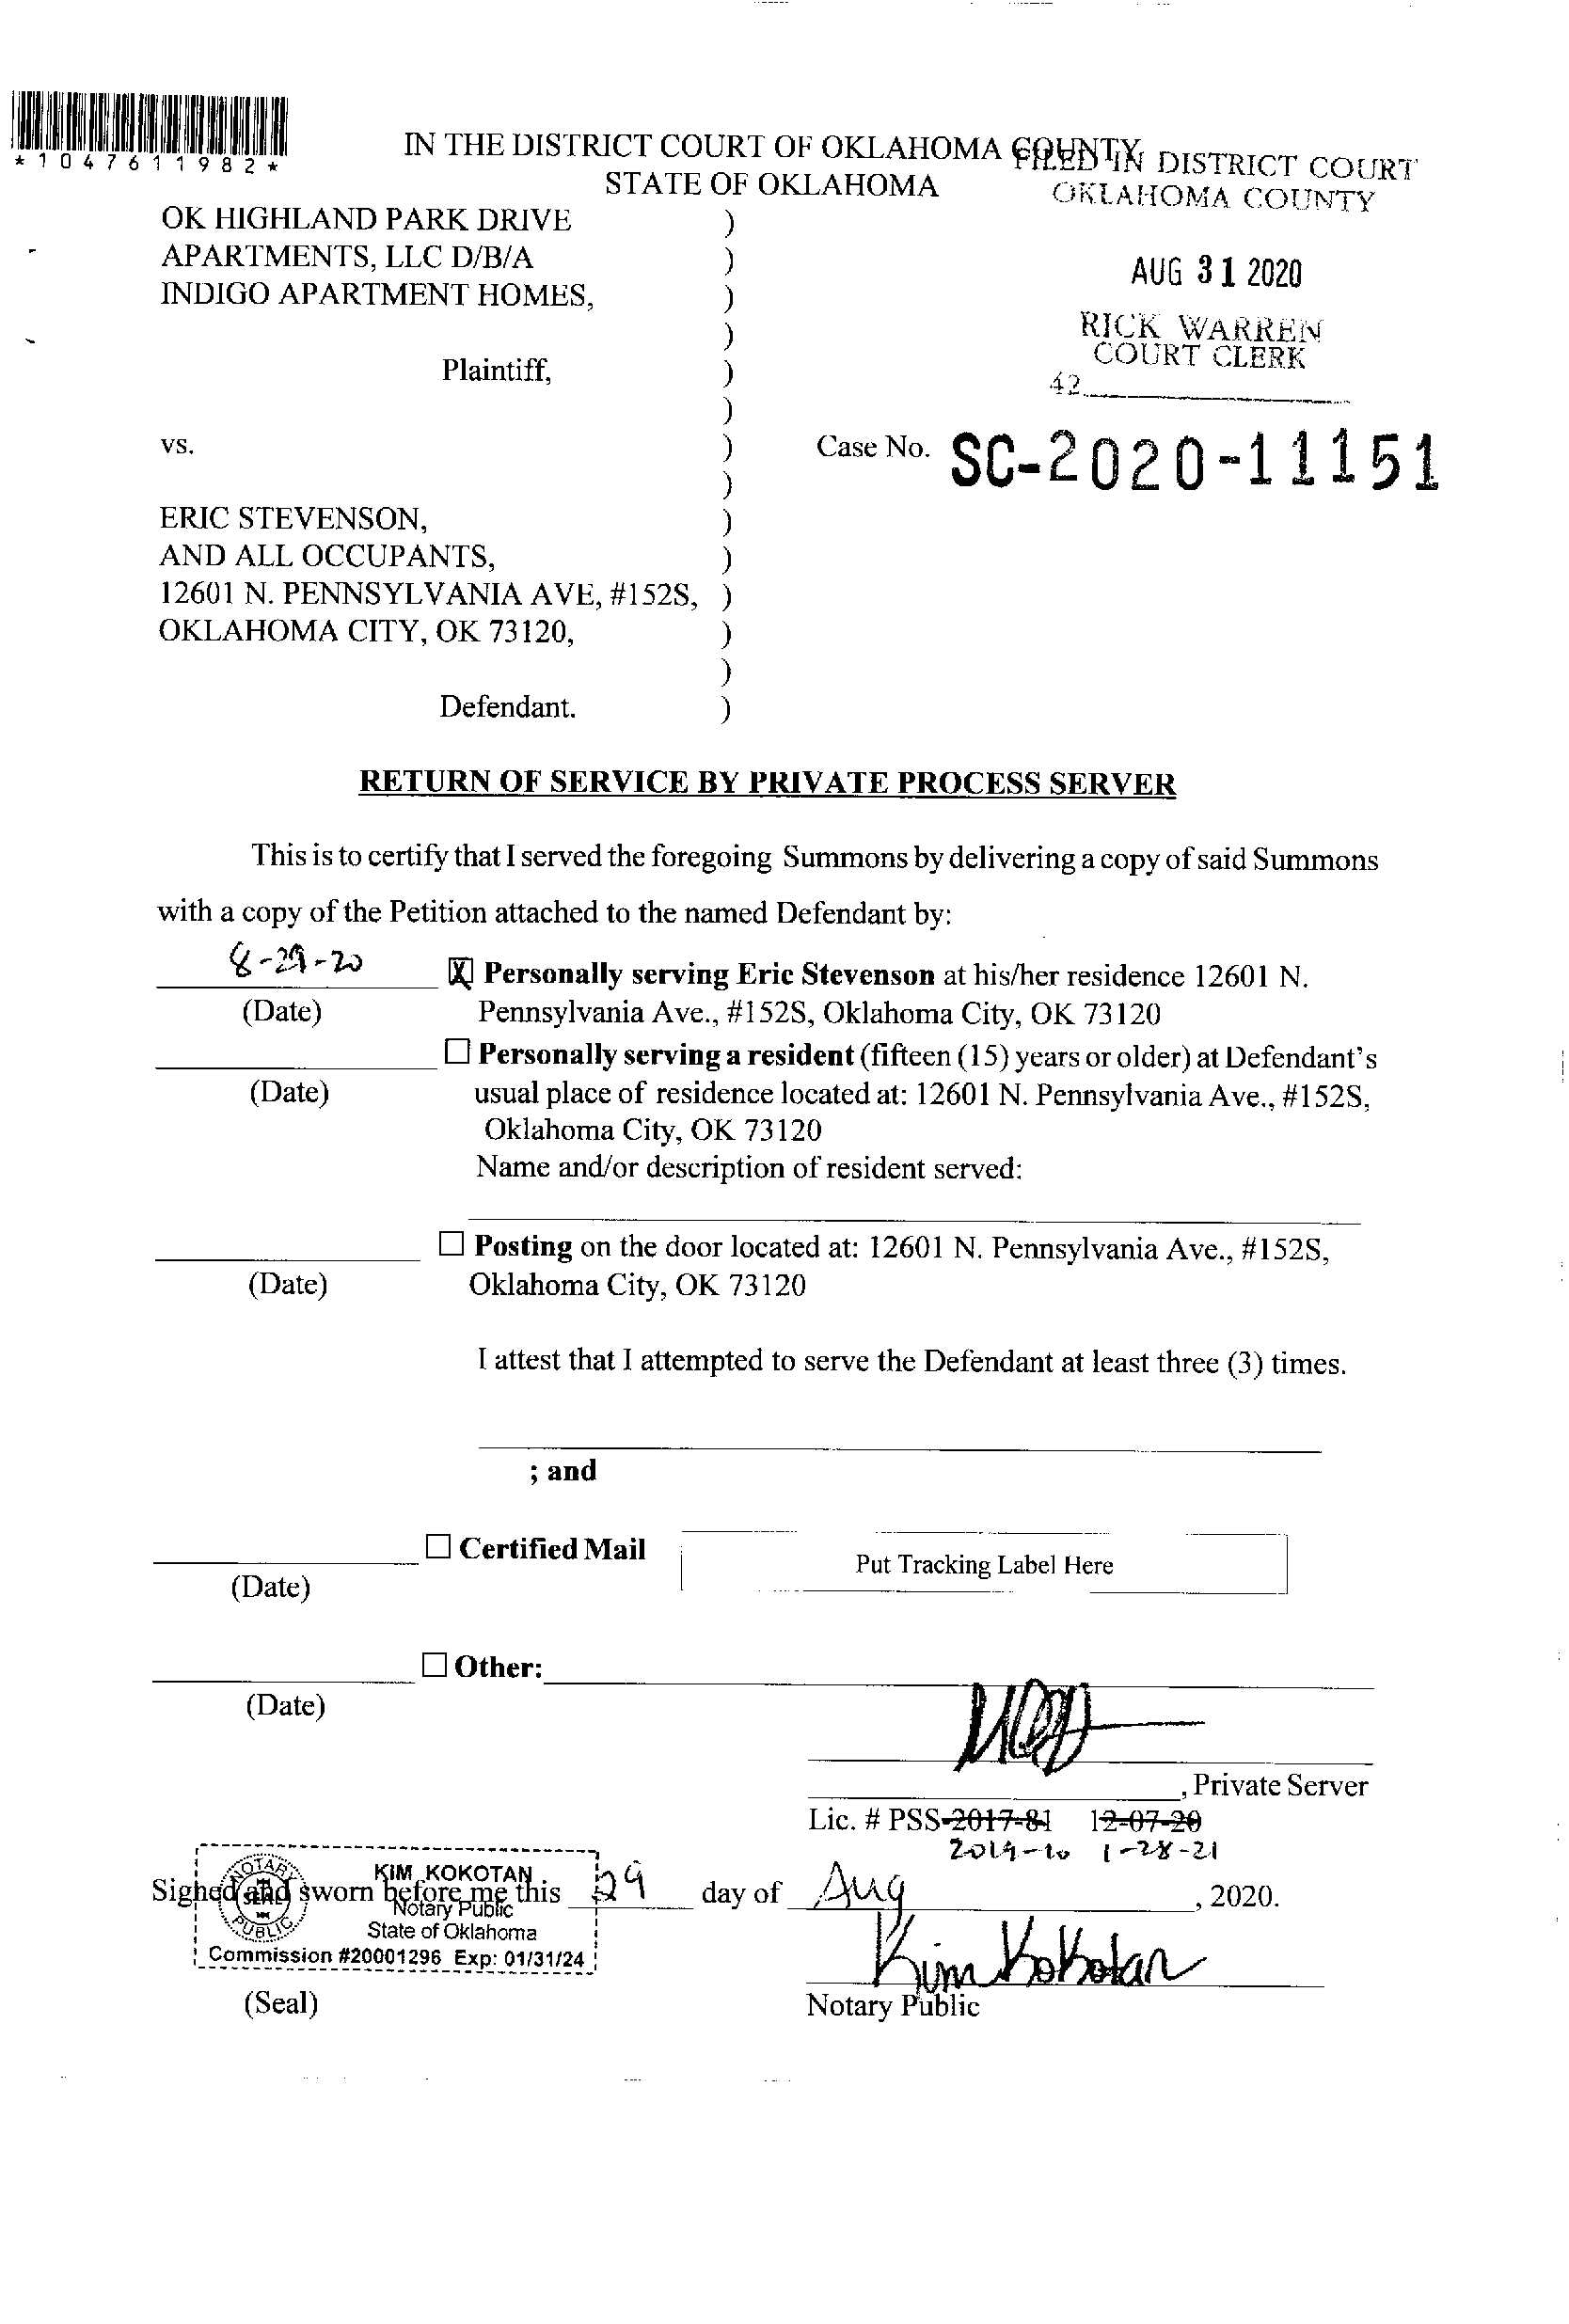 *1047611982*
IN THE DISTRICT COURT OF OKLAHOMA COUNTY
STATE OF OKLAHOMA
FILED IN DISTRICT COURT
OKLAHOMA COUNTY
AUG 31 2020
RICK WARREN
COURT CLERK
42
OK HIGHLAND PARK DRIVE )
APARTMENTS, LLC D/B/A )
INDIGO APARTMENT HOMES, )
)
Plaintiff, )
)
vs. ) Case No. SC-2020-11151
)
ERIC STEVENSON, )
AND ALL OCCUPANTS, )
12601 N. PENNSYLVANIA AVE, #152S, )
OKLAHOMA CITY, OK 73120, )
)
Defendant. )
RETURN OF SERVICE BY PRIVATE PROCESS SERVER
This is to certify that I served the foregoing Summons by delivering a copy of said Summons
with a copy of the Petition attached to the named Defendant by:
8-29-20 X Personally serving Eric Stevenson at his/her residence 12601 N.
(Date) Pennsylvania Ave., #152S, Oklahoma City, OK 73120
☐ Personally serving a resident (fifteen (15) years or older) at Defendant's
(Date) usual place of residence located at: 12601 N. Pennsylvania Ave., #152S,
Oklahoma City, OK 73120
Name and/or description of resident served:
☐ Posting on the door located at: 12601 N. Pennsylvania Ave., #152S,
(Date) Oklahoma City, OK 73120
I attest that I attempted to serve the Defendant at least three (3) times.
; and
☐ Certified Mail Put Tracking Label Here
(Date)
☐ Other:
(Date)
, Private Server
Lic. # PSS-2017-81 12-07-20
2019-10 1-28-21
Signed and sworn before me this 29 day of Aug, 2020.
NOTARY PUBLIC SEAL
KIM KOKOTAN
Notary Public
State of Oklahoma
Commission #20001296 Exp: 01/31/24
Kim Kokotan
(Seal) Notary Public